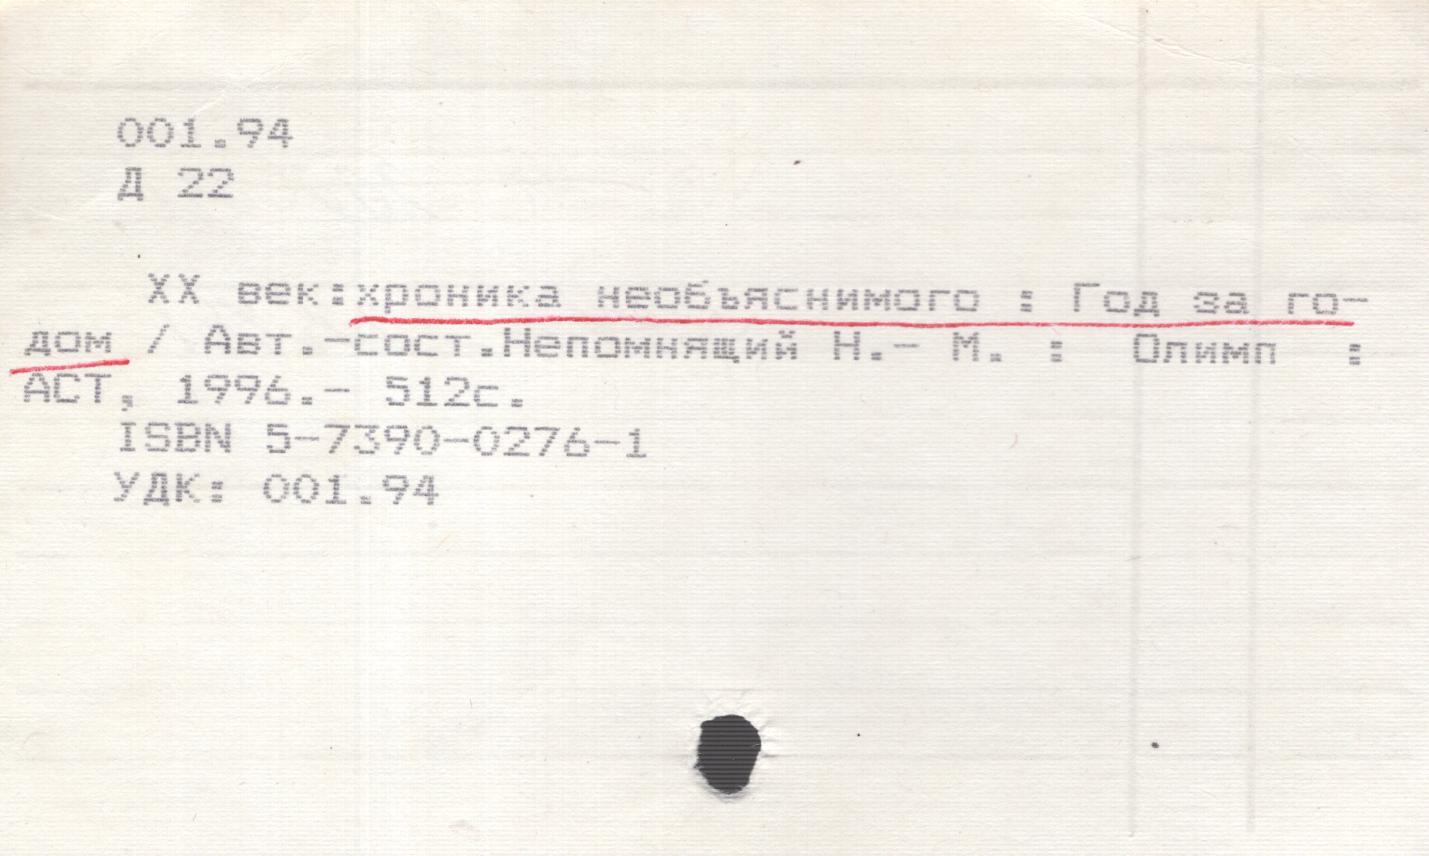 001.94
Д 22
XX век:хроника необъяснимого : Год за го-
дом / Авт.-сост.Непомнящий Н.- М. : Олимп :
АСТ, 1996.- 512с.
ISBN 5-7390-0276-1
УДК: 001.94